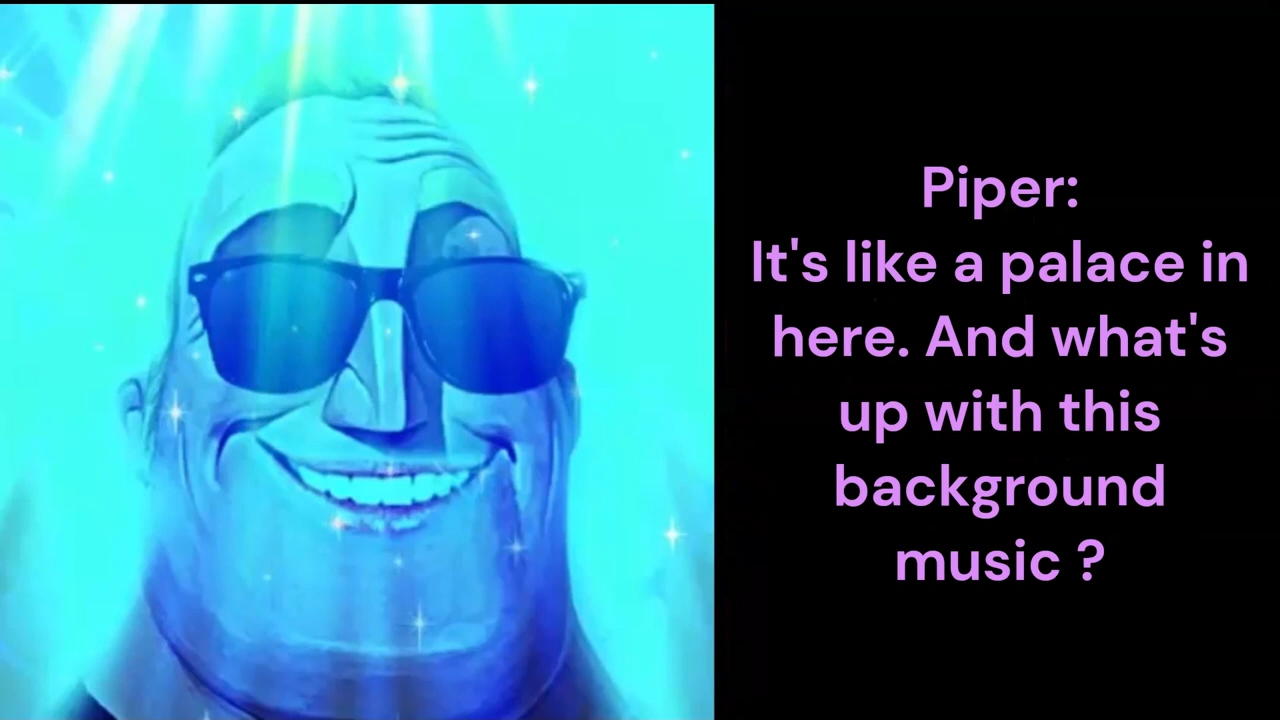 Piper:
It's like a palace in
here. And what's
up with this
background
music ?